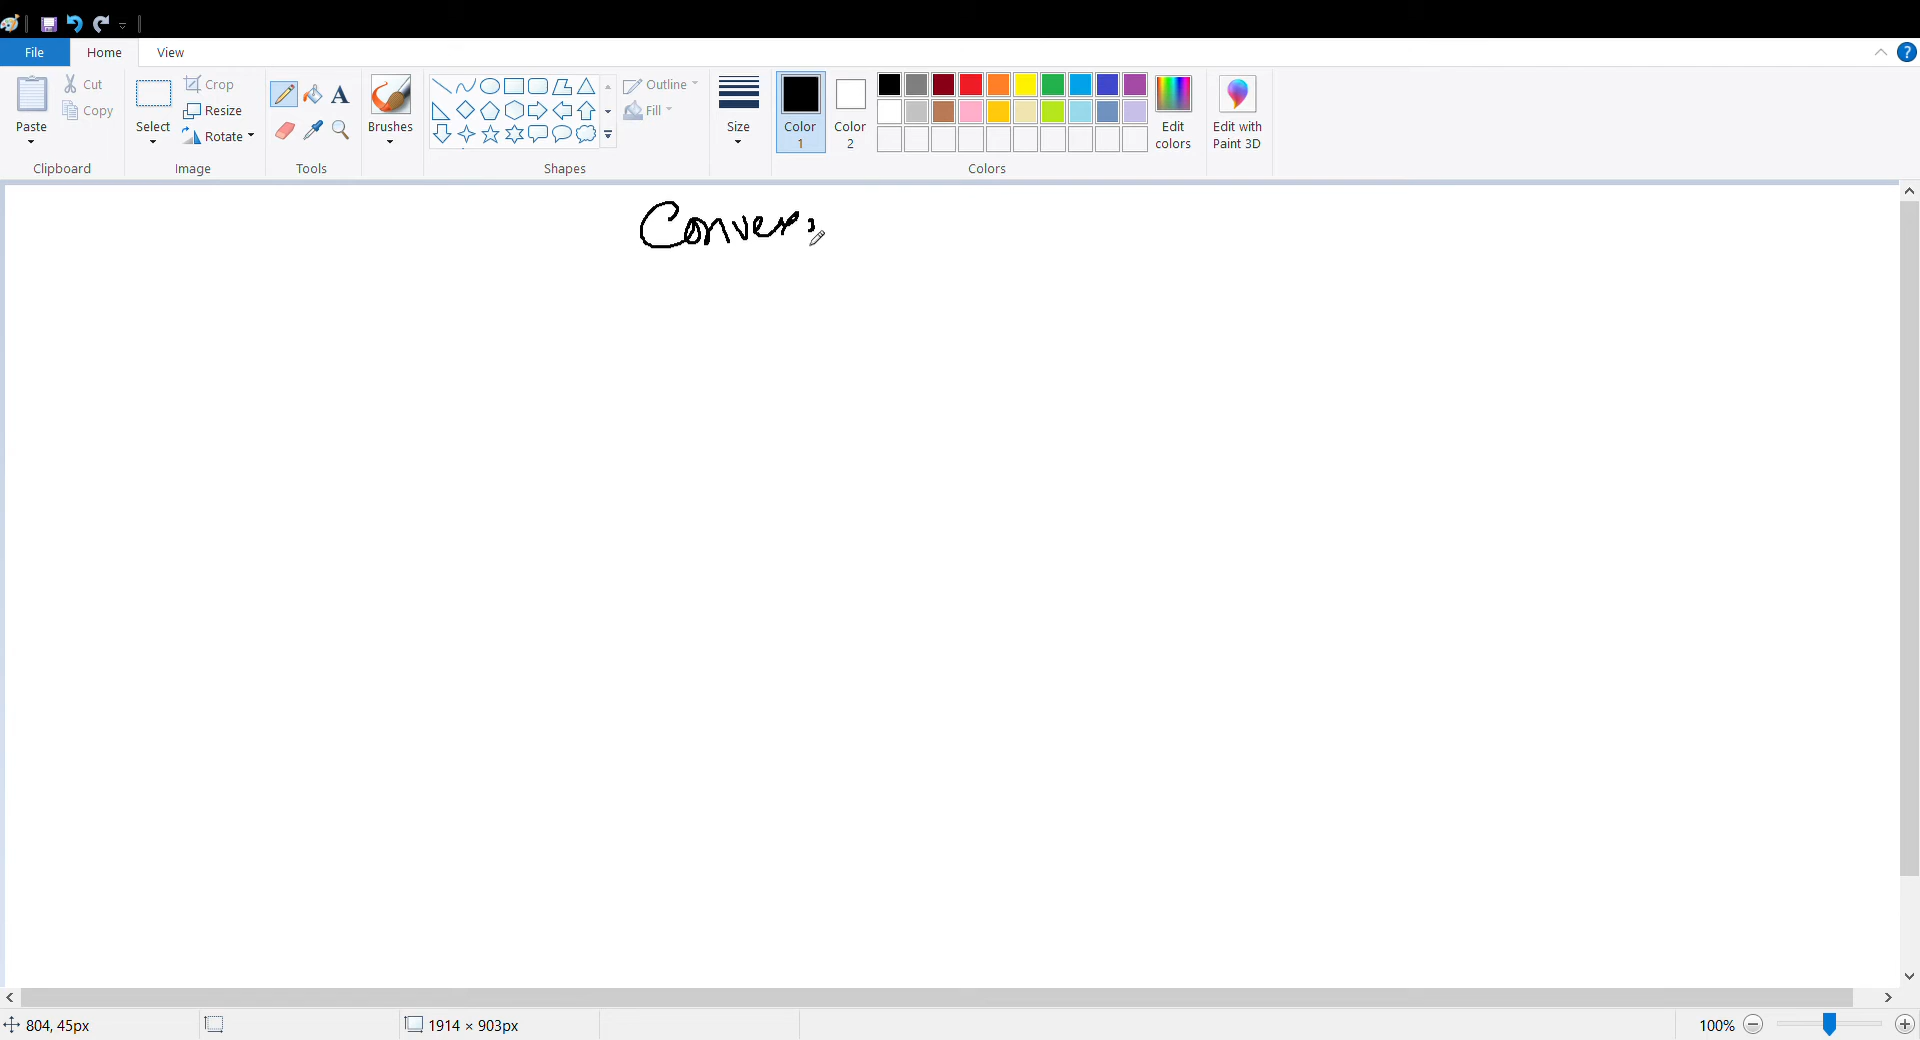 File Home View
Paste Cut Copy Clipboard
Select Crop Resize Rotate Image
Tools
Brushes
Shapes
Outline Fill
Size
Color 1 Color 2
Colors
Edit colors
Edit with Paint 3D
Convers
804, 45px 1914 × 903px 100%